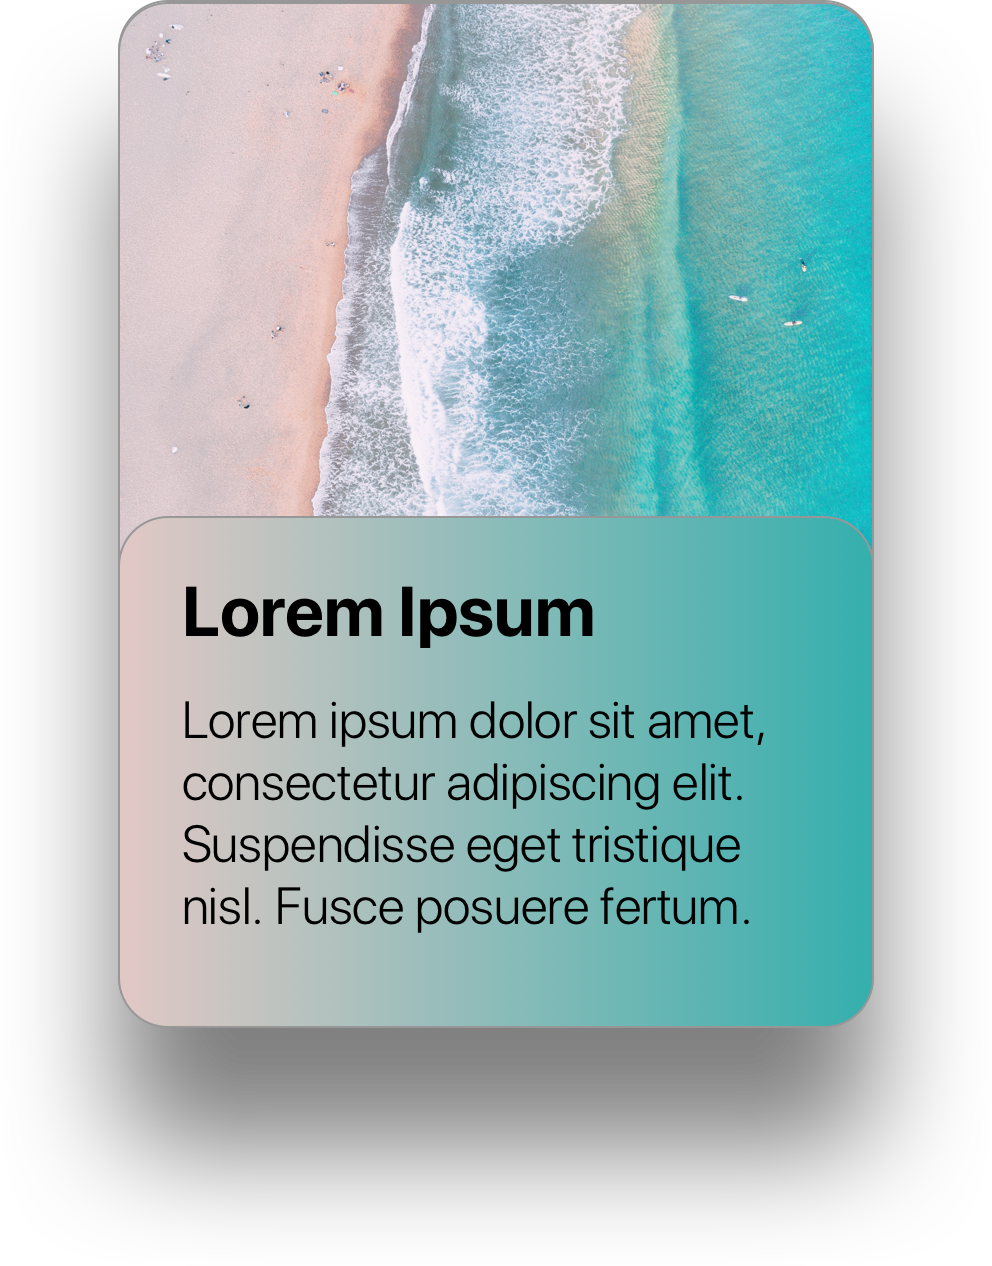 Lorem Ipsum
Lorem ipsum dolor sit amet,
consectetur adipiscing elit.
Suspendisse eget tristique
nisl. Fusce posuere fertum.